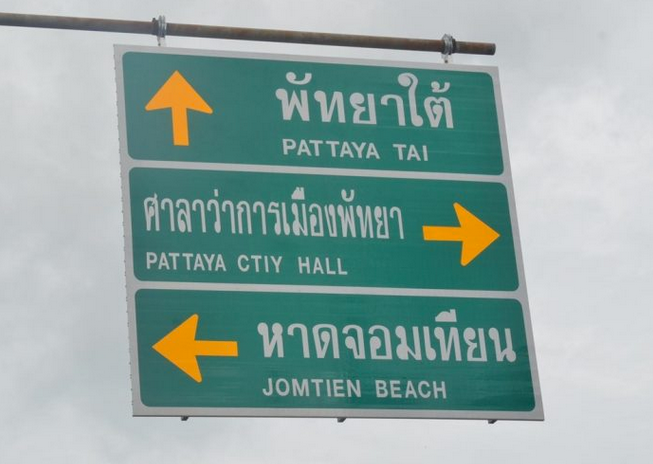 พัทยาใต้
PATTAYA TAI
ศาลาว่าการเมืองพัทยา
PATTAYA CTIY HALL
หาดจอมเทียน
JOMTIEN BEACH